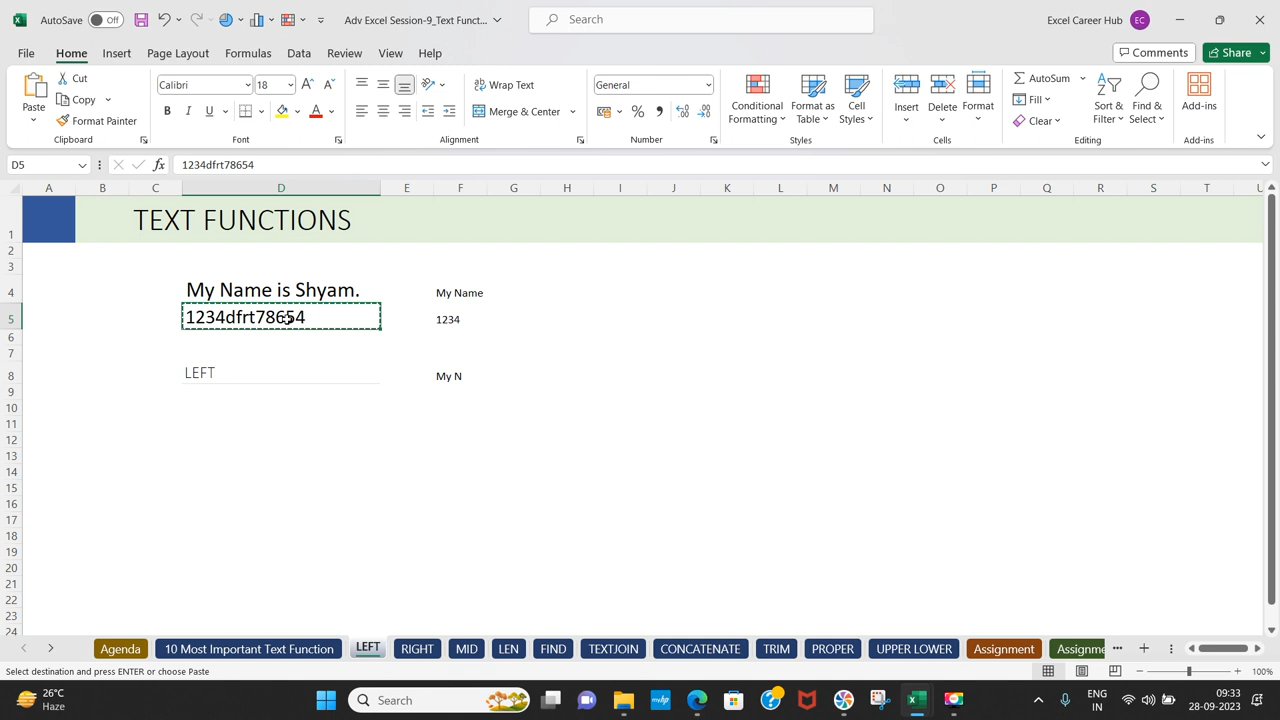 AutoSave Off Adv Excel Session-9_Text Funct... Search Excel Career Hub EC
File Home Insert Page Layout Formulas Data Review View Help Comments Share
Paste Cut Copy Format Painter Clipboard
Calibri 18 A A B I U A Font
Wrap Text Merge & Center Alignment
General % , Number
Conditional Formatting Format as Table Cell Styles Styles
Insert Delete Format Cells
AutoSum Fill Clear Sort & Filter Find & Select Editing
Add-ins Add-ins
D5 fx 1234dfrt78654
A B C D E F G H I J K L M N O P Q R S T U
1 TEXT FUNCTIONS
2
3
4 My Name is Shyam. My Name
5 1234dfrt78654 1234
6
7
8 LEFT My N
9
10
11
12
13
14
15
16
17
18
19
20
21
22
23
24
Agenda 10 Most Important Text Function LEFT RIGHT MID LEN FIND TEXTJOIN CONCATENATE TRIM PROPER UPPER LOWER Assignment Assignme
Select destination and press ENTER or choose Paste 100%
26°C Haze Search ENG IN 09:33 28-09-2023